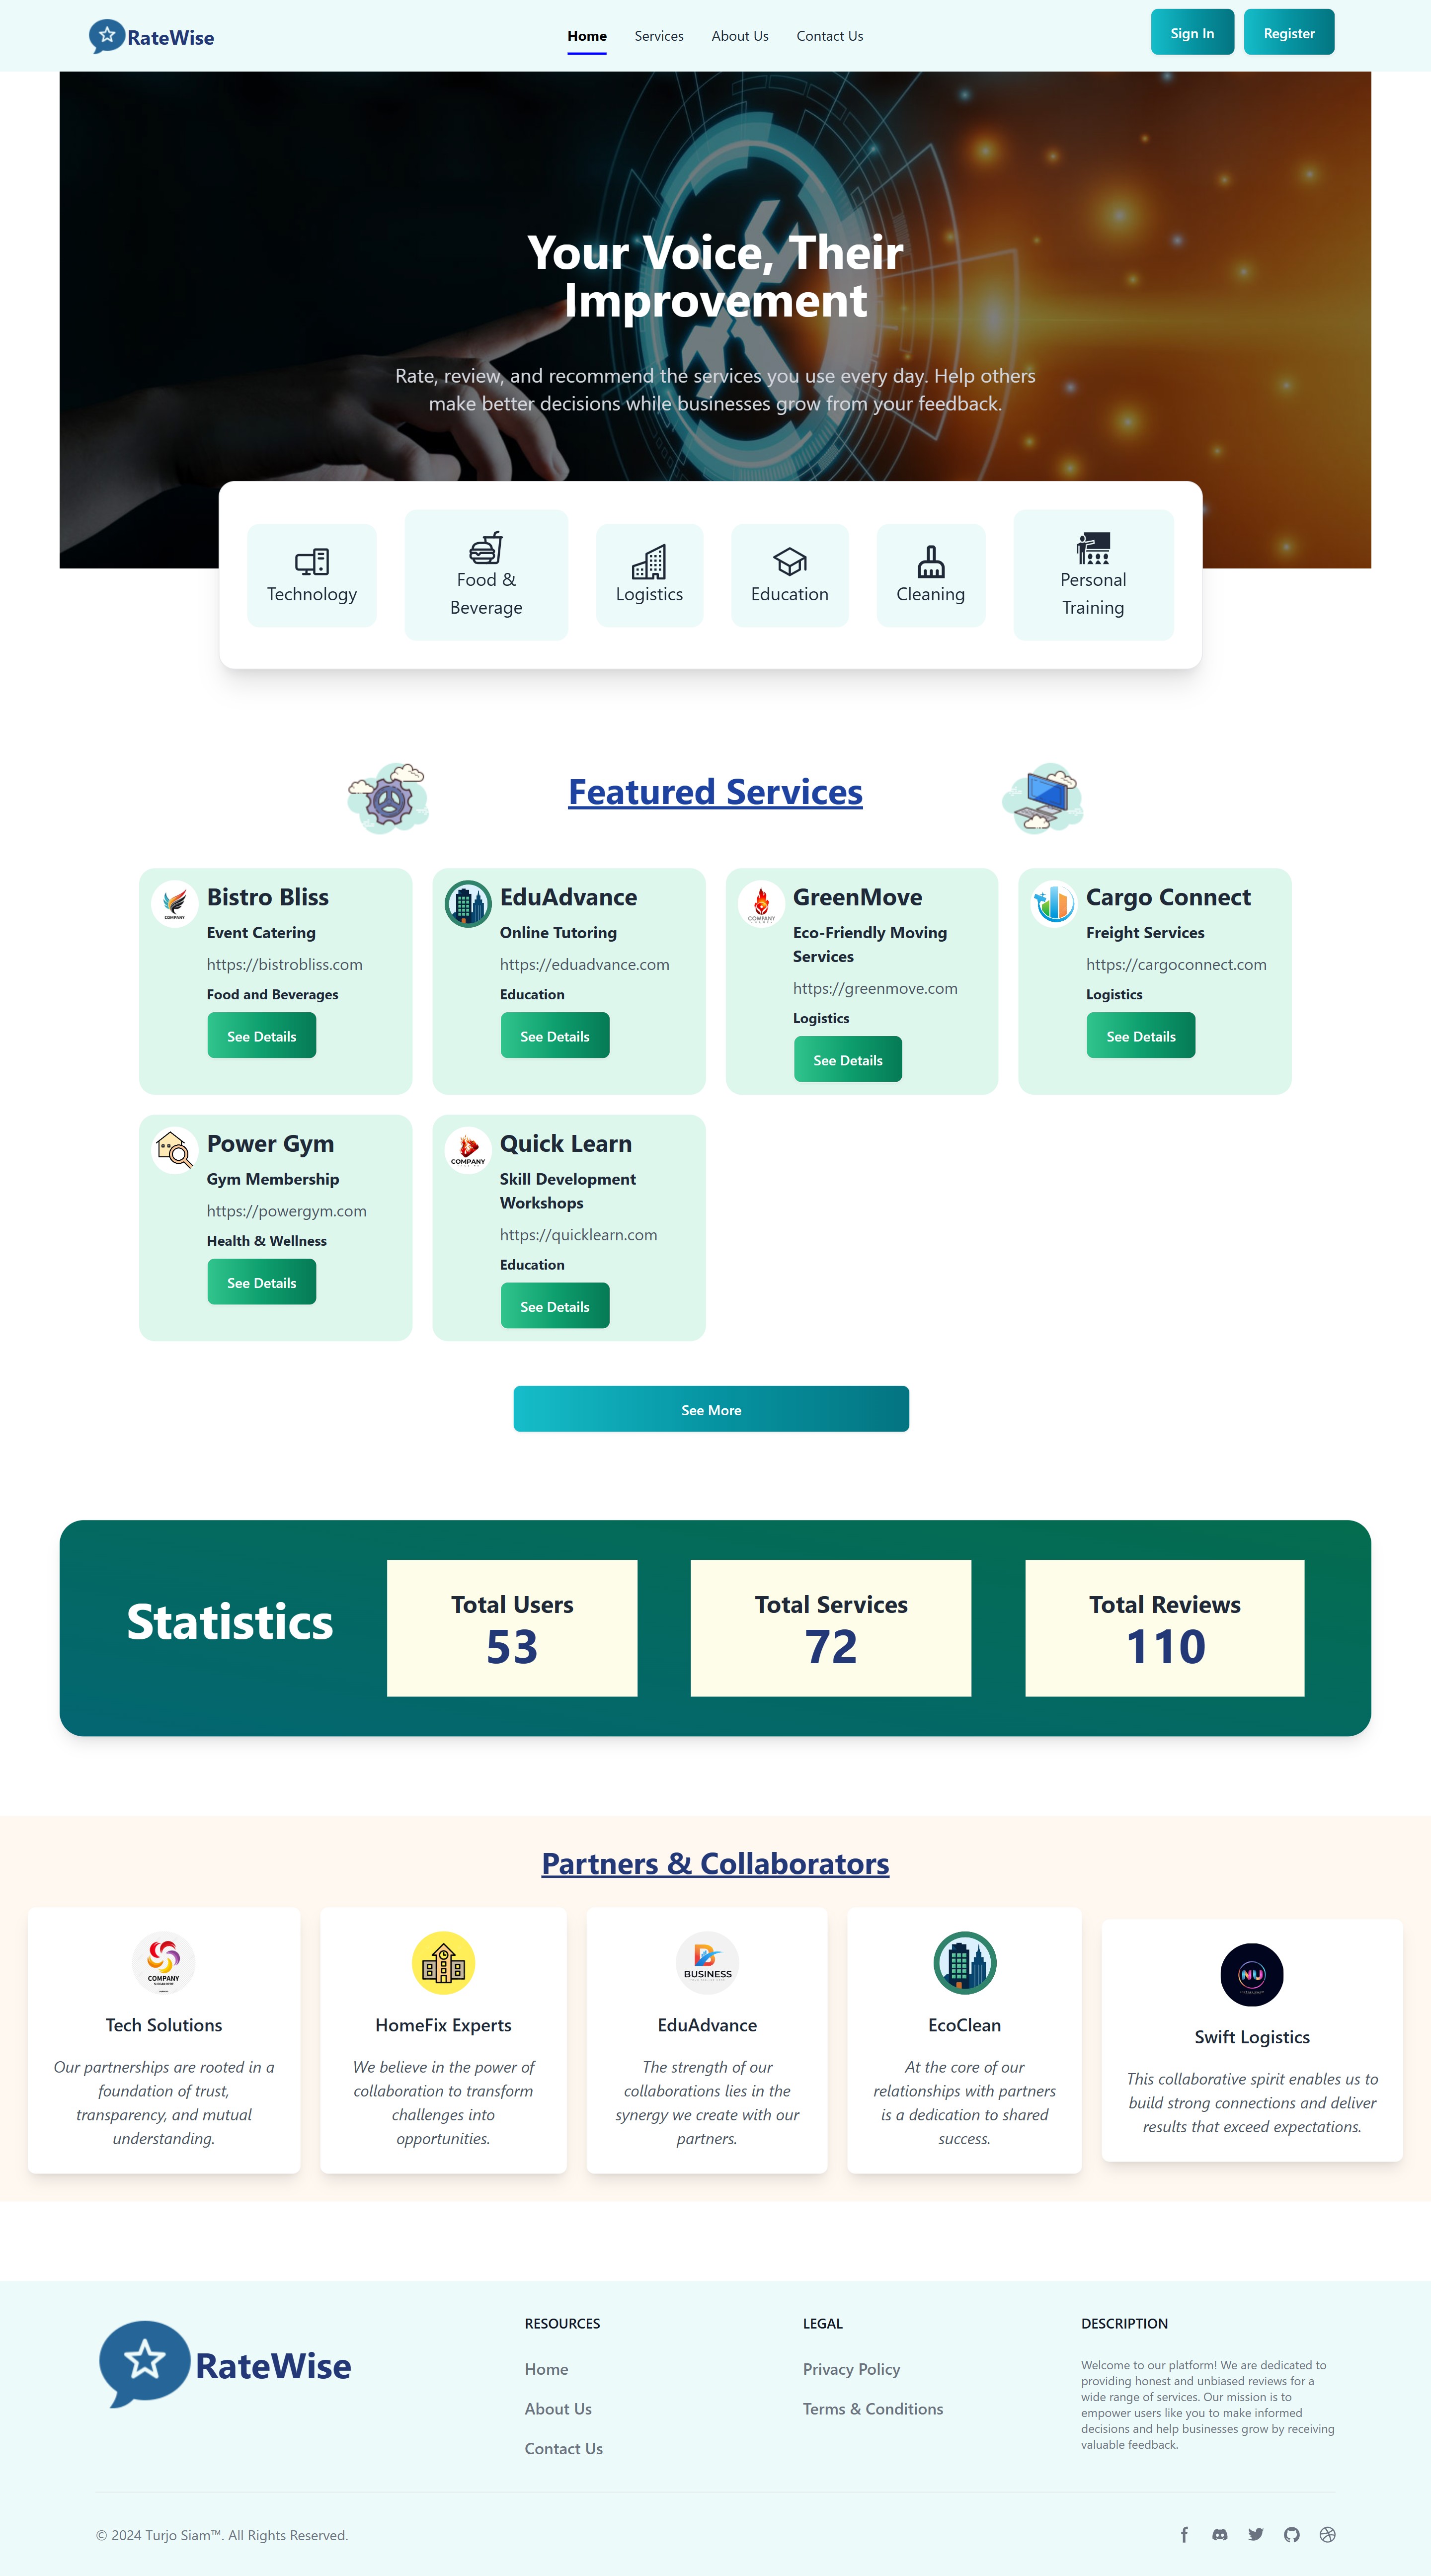 RateWise
Home
Services
About Us
Contact Us
Sign In
Register
Your Voice, Their
Improvement
Rate, review, and recommend the services you use every day. Help others
make better decisions while businesses grow from your feedback.
Technology
Food &
Beverage
Logistics
Education
Cleaning
Personal
Training
Featured Services
COMPANY
Bistro Bliss
Event Catering
https://bistrobliss.com
Food and Beverages
See Details
EduAdvance
Online Tutoring
https://eduadvance.com
Education
See Details
COMPANY
GreenMove
Eco-Friendly Moving
Services
https://greenmove.com
Logistics
See Details
Cargo Connect
Freight Services
https://cargoconnect.com
Logistics
See Details
Power Gym
Gym Membership
https://powergym.com
Health & Wellness
See Details
COMPANY
Quick Learn
Skill Development
Workshops
https://quicklearn.com
Education
See Details
See More
Statistics
Total Users
53
Total Services
72
Total Reviews
110
Partners & Collaborators
COMPANY
Tech Solutions
Our partnerships are rooted in a
foundation of trust,
transparency, and mutual
understanding.
HomeFix Experts
We believe in the power of
collaboration to transform
challenges into
opportunities.
BUSINESS
EduAdvance
The strength of our
collaborations lies in the
synergy we create with our
partners.
EcoClean
At the core of our
relationships with partners
is a dedication to shared
success.
NU
Swift Logistics
This collaborative spirit enables us to
build strong connections and deliver
results that exceed expectations.
RateWise
RESOURCES
Home
About Us
Contact Us
LEGAL
Privacy Policy
Terms & Conditions
DESCRIPTION
Welcome to our platform! We are dedicated to
providing honest and unbiased reviews for a
wide range of services. Our mission is to
empower users like you to make informed
decisions and help businesses grow by receiving
valuable feedback.
© 2024 Turjo Siam™. All Rights Reserved.